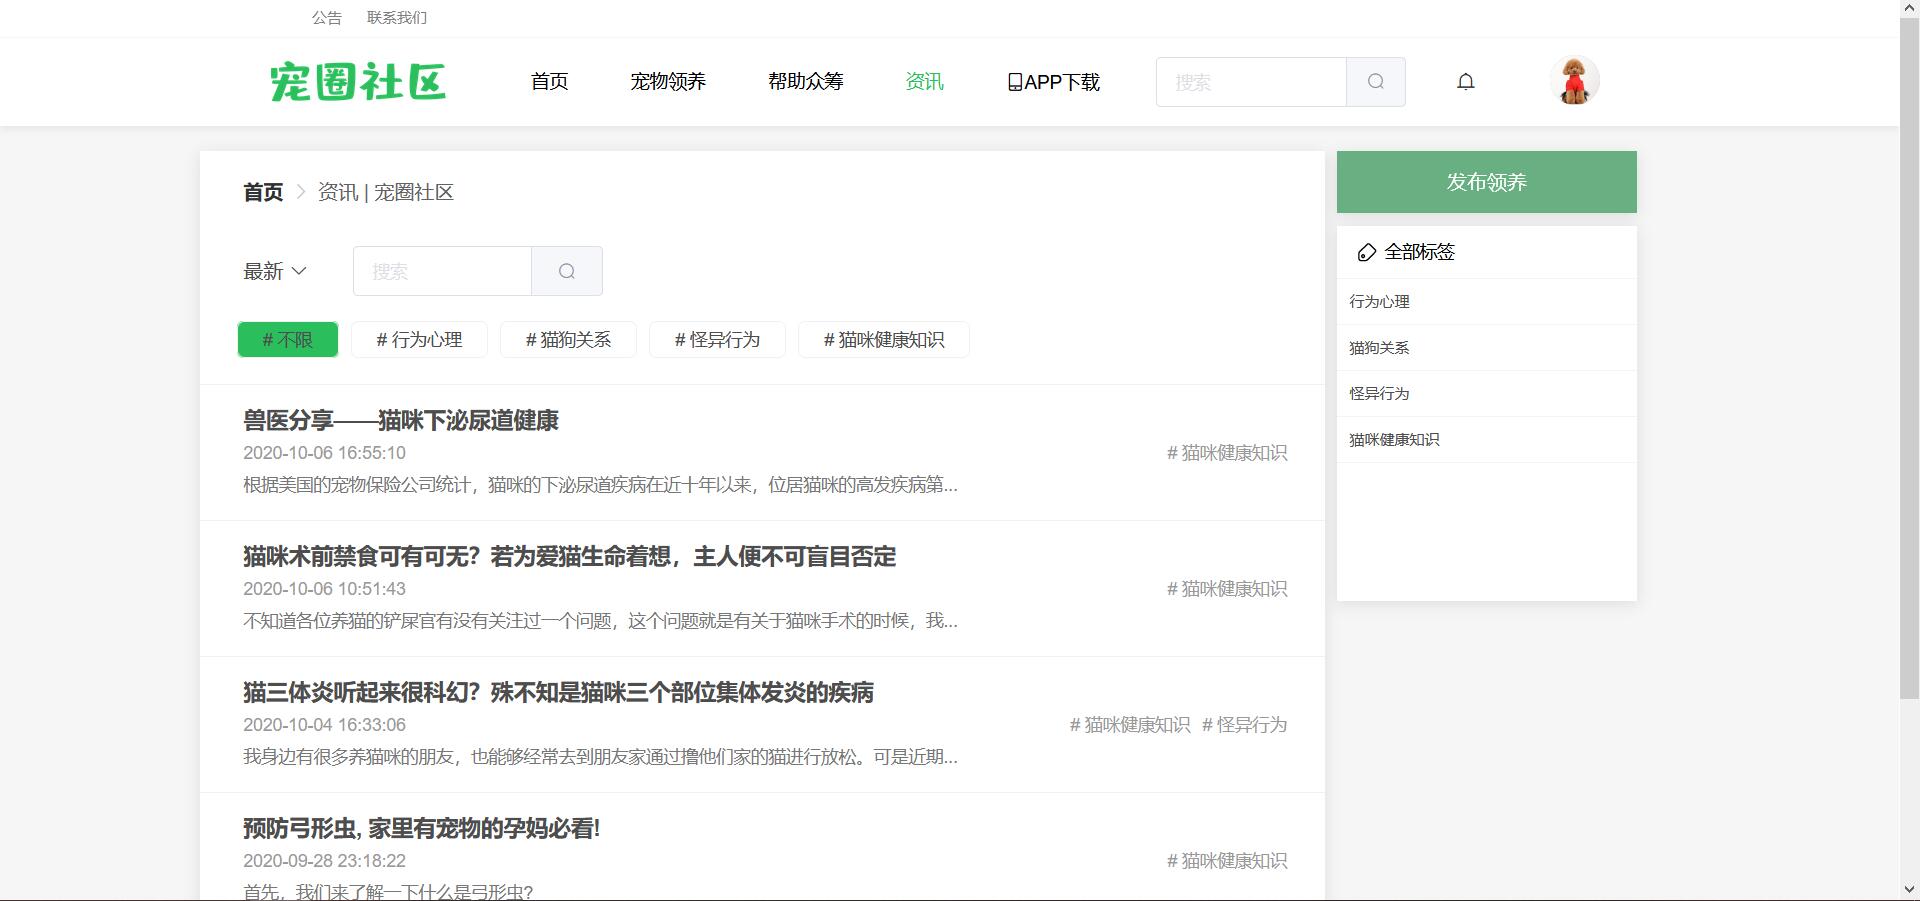 公告 联系我们
宠圈社区 首页 宠物领养 帮助众筹 资讯 APP下载 搜索
首页 > 资讯 | 宠圈社区
最新 搜索
# 不限 # 行为心理 # 猫狗关系 # 怪异行为 # 猫咪健康知识
兽医分享——猫咪下泌尿道健康
2020-10-06 16:55:10 # 猫咪健康知识
根据美国的宠物保险公司统计，猫咪的下泌尿道疾病在近十年以来，位居猫咪的高发疾病第...
猫咪术前禁食可有可无？若为爱猫生命着想，主人便不可盲目否定
2020-10-06 10:51:43 # 猫咪健康知识
不知道各位养猫的铲屎官有没有关注过一个问题，这个问题就是有关于猫咪手术的时候，我...
猫三体炎听起来很科幻？殊不知是猫咪三个部位集体发炎的疾病
2020-10-04 16:33:06 # 猫咪健康知识 # 怪异行为
我身边有很多养猫咪的朋友，也能够经常去到朋友家通过撸他们家的猫进行放松。可是近期...
预防弓形虫, 家里有宠物的孕妈必看!
2020-09-28 23:18:22 # 猫咪健康知识
首先，我们来了解一下什么是弓形虫?
发布领养
全部标签
行为心理
猫狗关系
怪异行为
猫咪健康知识